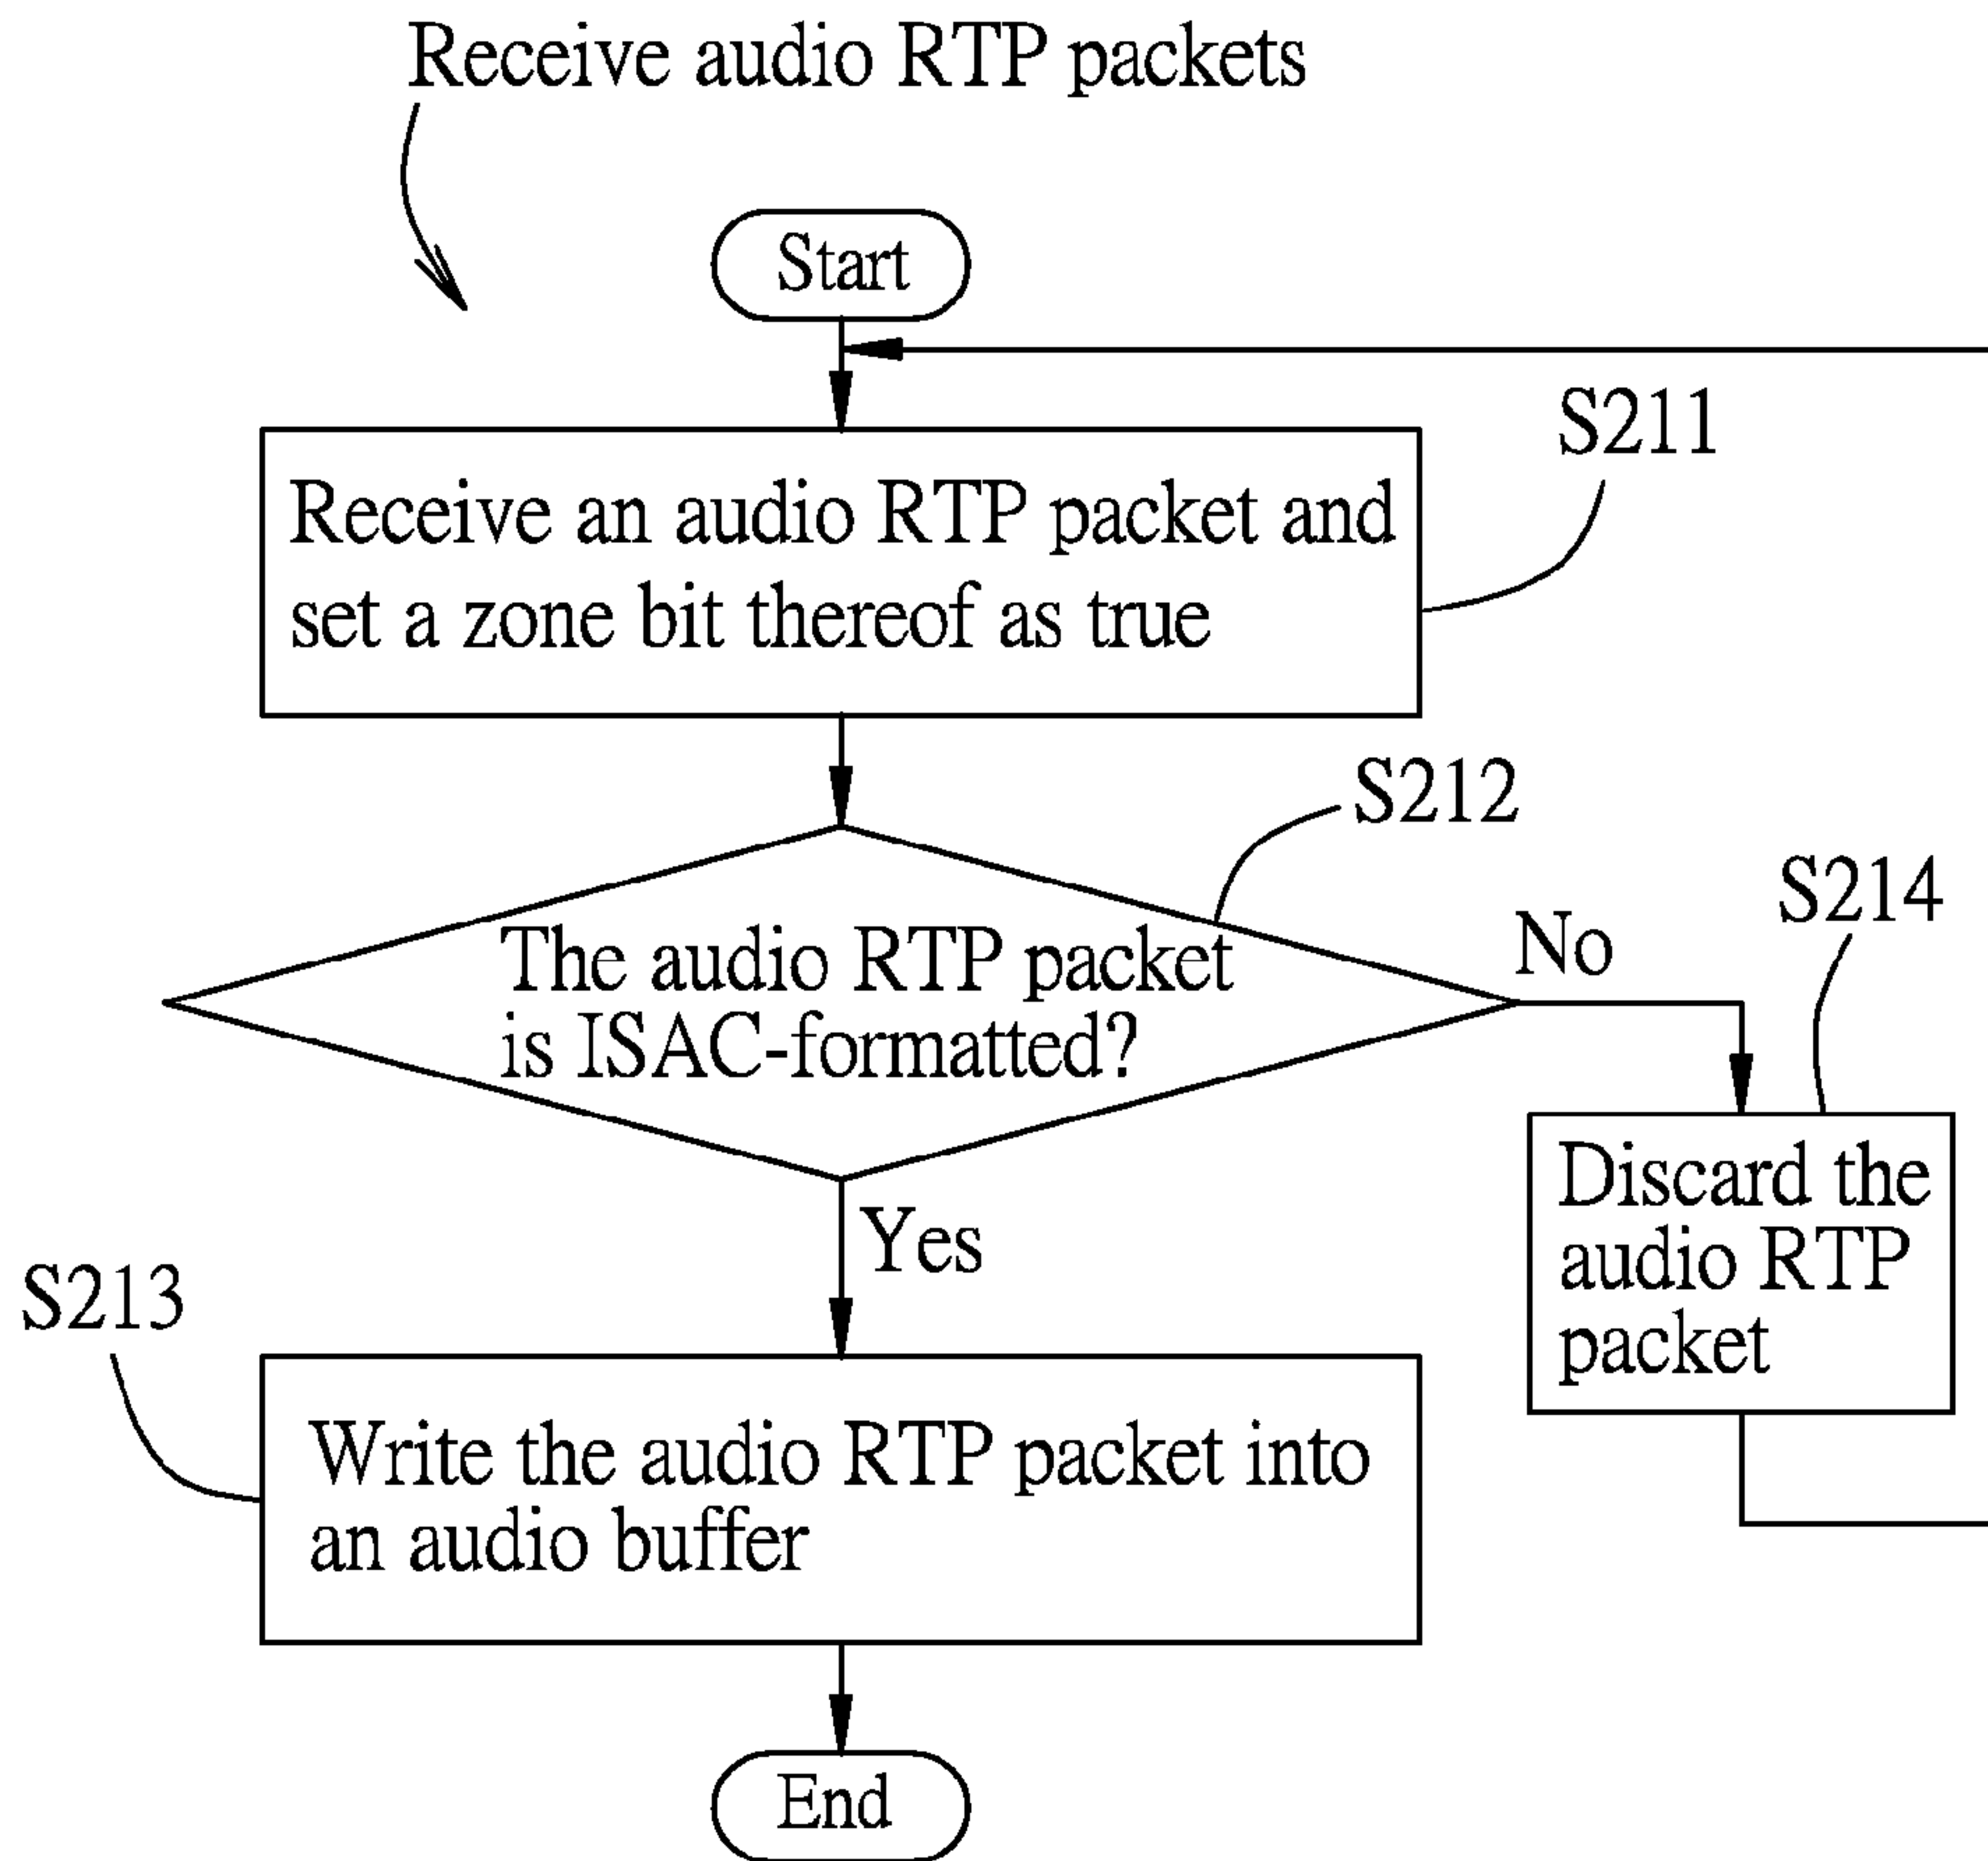 Receive audio RTP packets
Start
S211
Receive an audio RTP packet and
set a zone bit thereof as true
S212
The audio RTP packet
is ISAC-formatted?
No
S214
Discard the
audio RTP
packet
Yes
S213
Write the audio RTP packet into
an audio buffer
End